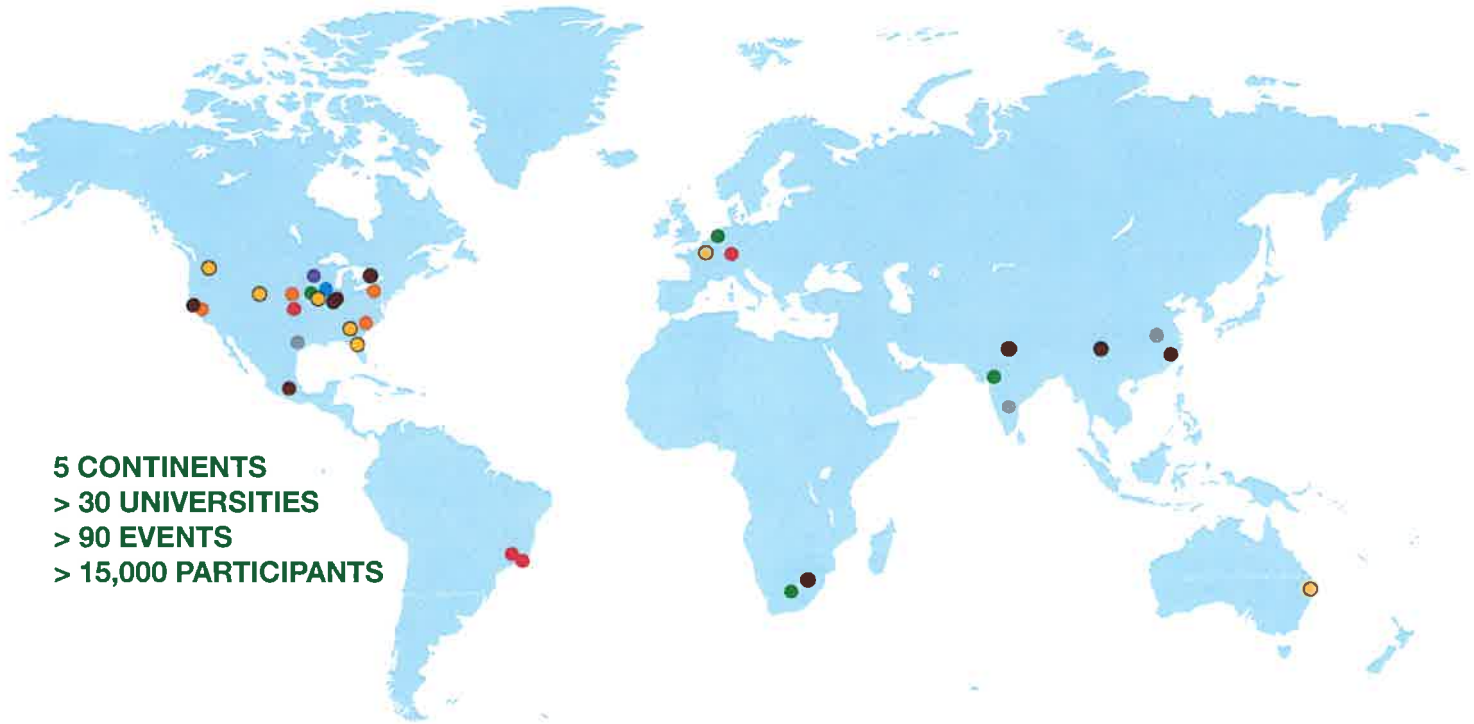 5 CONTINENTS
> 30 UNIVERSITIES
> 90 EVENTS
> 15,000 PARTICIPANTS